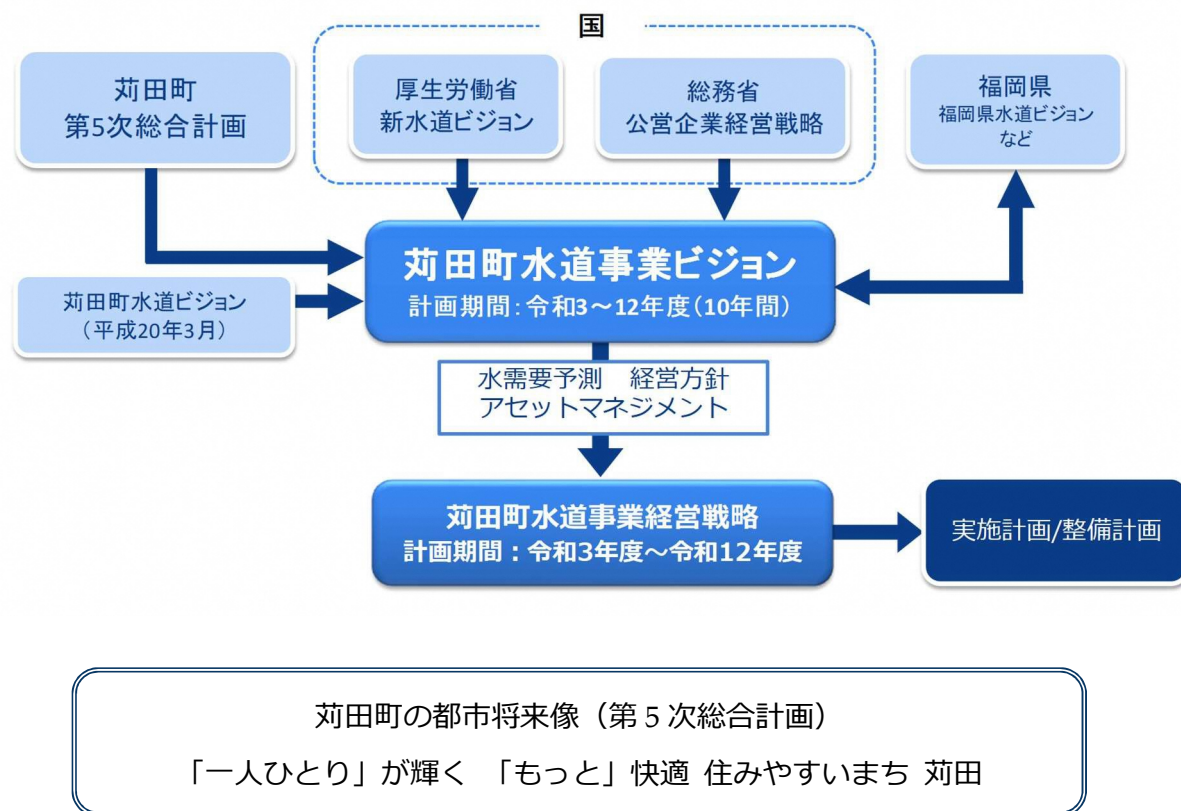 国
苅田町
第5次総合計画
厚生労働省
新水道ビジョン
総務省
公営企業経営戦略
福岡県
福岡県水道ビジョン
など
苅田町水道ビジョン
（平成20年3月）
苅田町水道事業ビジョン
計画期間：令和3～12年度（10年間）
水需要予測　経営方針
アセットマネジメント
苅田町水道事業経営戦略
計画期間：令和3年度～令和12年度
実施計画/整備計画
苅田町の都市将来像（第５次総合計画）
「一人ひとり」が輝く　「もっと」快適 住みやすいまち 苅田